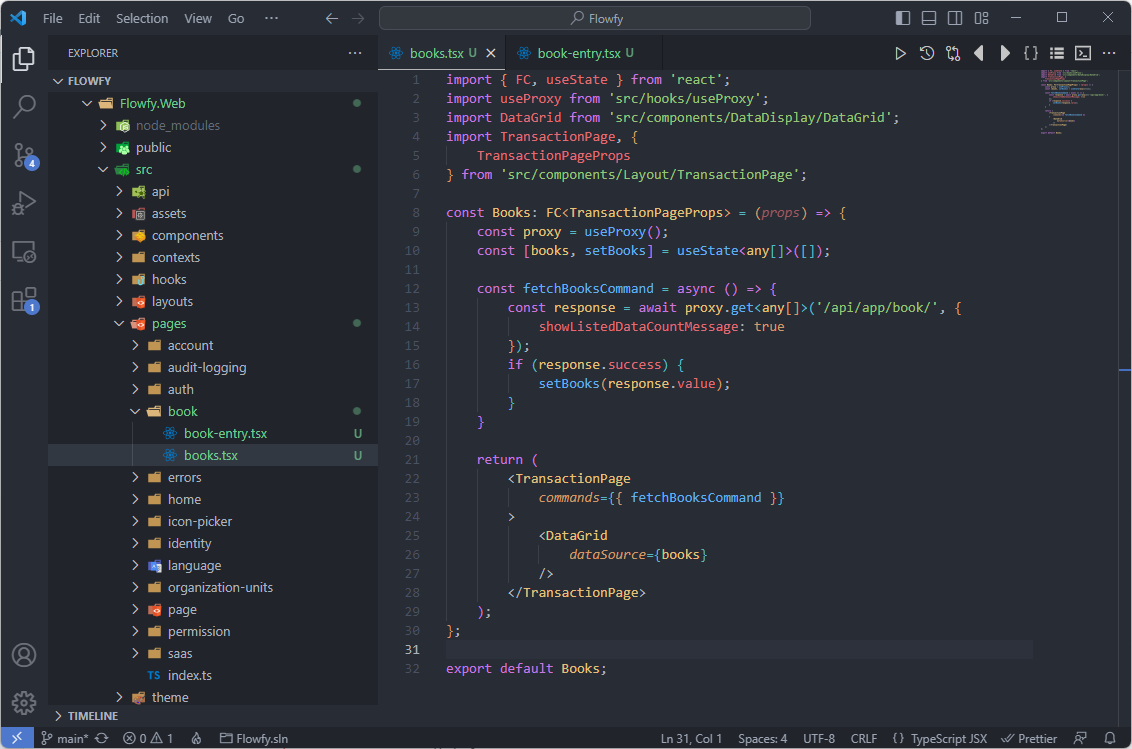 File Edit Selection View Go ··· Flowfy
EXPLORER ···
FLOWFY
Flowfy.Web
node_modules
public
src
api
assets
components
contexts
hooks
layouts
pages
account
audit-logging
auth
book
book-entry.tsx U
books.tsx U
errors
home
icon-picker
identity
language
organization-units
page
permission
saas
TS index.ts
theme
TIMELINE
4
1
books.tsx U × book-entry.tsx U
1 import { FC, useState } from 'react';
2 import useProxy from 'src/hooks/useProxy';
3 import DataGrid from 'src/components/DataDisplay/DataGrid';
4 import TransactionPage, {
5     TransactionPageProps
6 } from 'src/components/Layout/TransactionPage';
7
8 const Books: FC<TransactionPageProps> = (props) => {
9     const proxy = useProxy();
10     const [books, setBooks] = useState<any[]>([]);
11
12     const fetchBooksCommand = async () => {
13         const response = await proxy.get<any[]>('/api/app/book/', {
14             showListedDataCountMessage: true
15         });
16         if (response.success) {
17             setBooks(response.value);
18         }
19     }
20
21     return (
22         <TransactionPage
23             commands={{ fetchBooksCommand }}
24         >
25             <DataGrid
26                 dataSource={books}
27             />
28         </TransactionPage>
29     );
30 };
31
32 export default Books;
main* 0 1 Flowfy.sln Ln 31, Col 1 Spaces: 4 UTF-8 CRLF {} TypeScript JSX Prettier